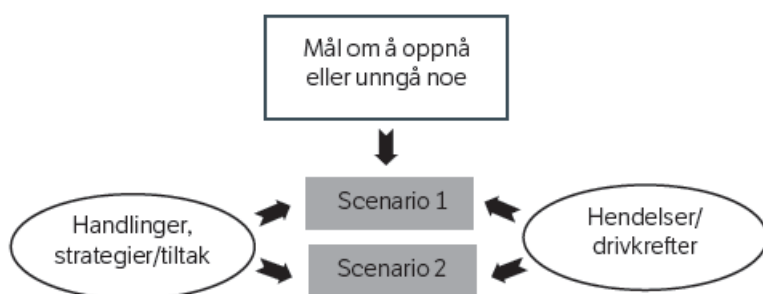 Mål om å oppnå
eller unngå noe
Scenario 1
Handlinger,
strategier/tiltak
Hendelser/
drivkrefter
Scenario 2